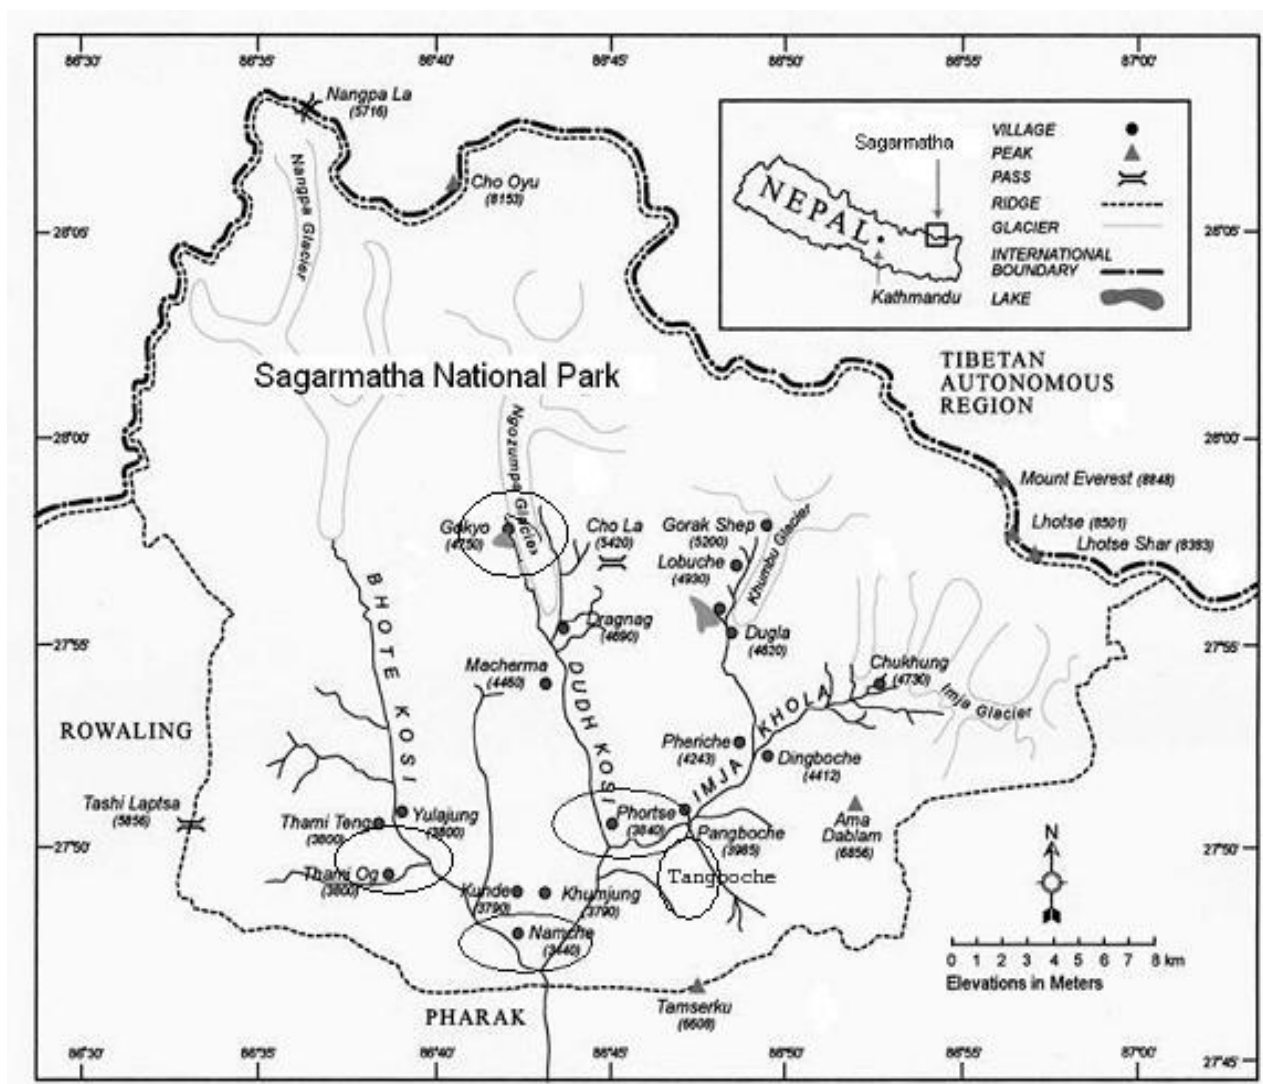 86°30' 86°35' 86°40' 86°45' 86°50' 86°55' 87°00'
Nangpa La
(5716)
Nangpa Glacier
Cho Oyu
(8153)
Sagarmatha
NEPAL
Kathmandu
VILLAGE
PEAK
PASS
RIDGE
GLACIER
INTERNATIONAL
BOUNDARY
LAKE
28°05' 28°05'
Sagarmatha National Park
TIBETAN
AUTONOMOUS
REGION
28°00' 28°00'
Ngozumpa Glacier
Mount Everest (8848)
Lhotse (8501)
Lhotse Shar (8383)
Gokyo
(4750)
Cho La
(5420)
Gorak Shep
(5200)
Lobuche
(4930)
Khumbu Glacier
BHOTE KOSI
Dragnag
(4690)
Dugla
(4620)
27°55' 27°55'
Macherma
(4460)
DUDH KOSI
Chukhung
(4730)
Imja Glacier
ROWALING
Pheriche
(4243)
IMJA KHOLA
Dingboche
(4412)
Tashi Laptsa
(5856)
Thami Teng
(3800)
Yulajung
(3800)
Phortse
(3840)
Pangboche
(3985)
Ama
Dablam
(6856)
27°50' 27°50'
Thami Og
(3800)
Tangboche
Kunde
(3790)
Khumjung
(3790)
Namche
(3440)
N
0 1 2 3 4 5 6 7 8 km
Elevations in Meters
Tamserku
(6608)
PHARAK
86°30' 86°35' 86°40' 86°45' 86°50' 86°55' 87°00'
27°45'